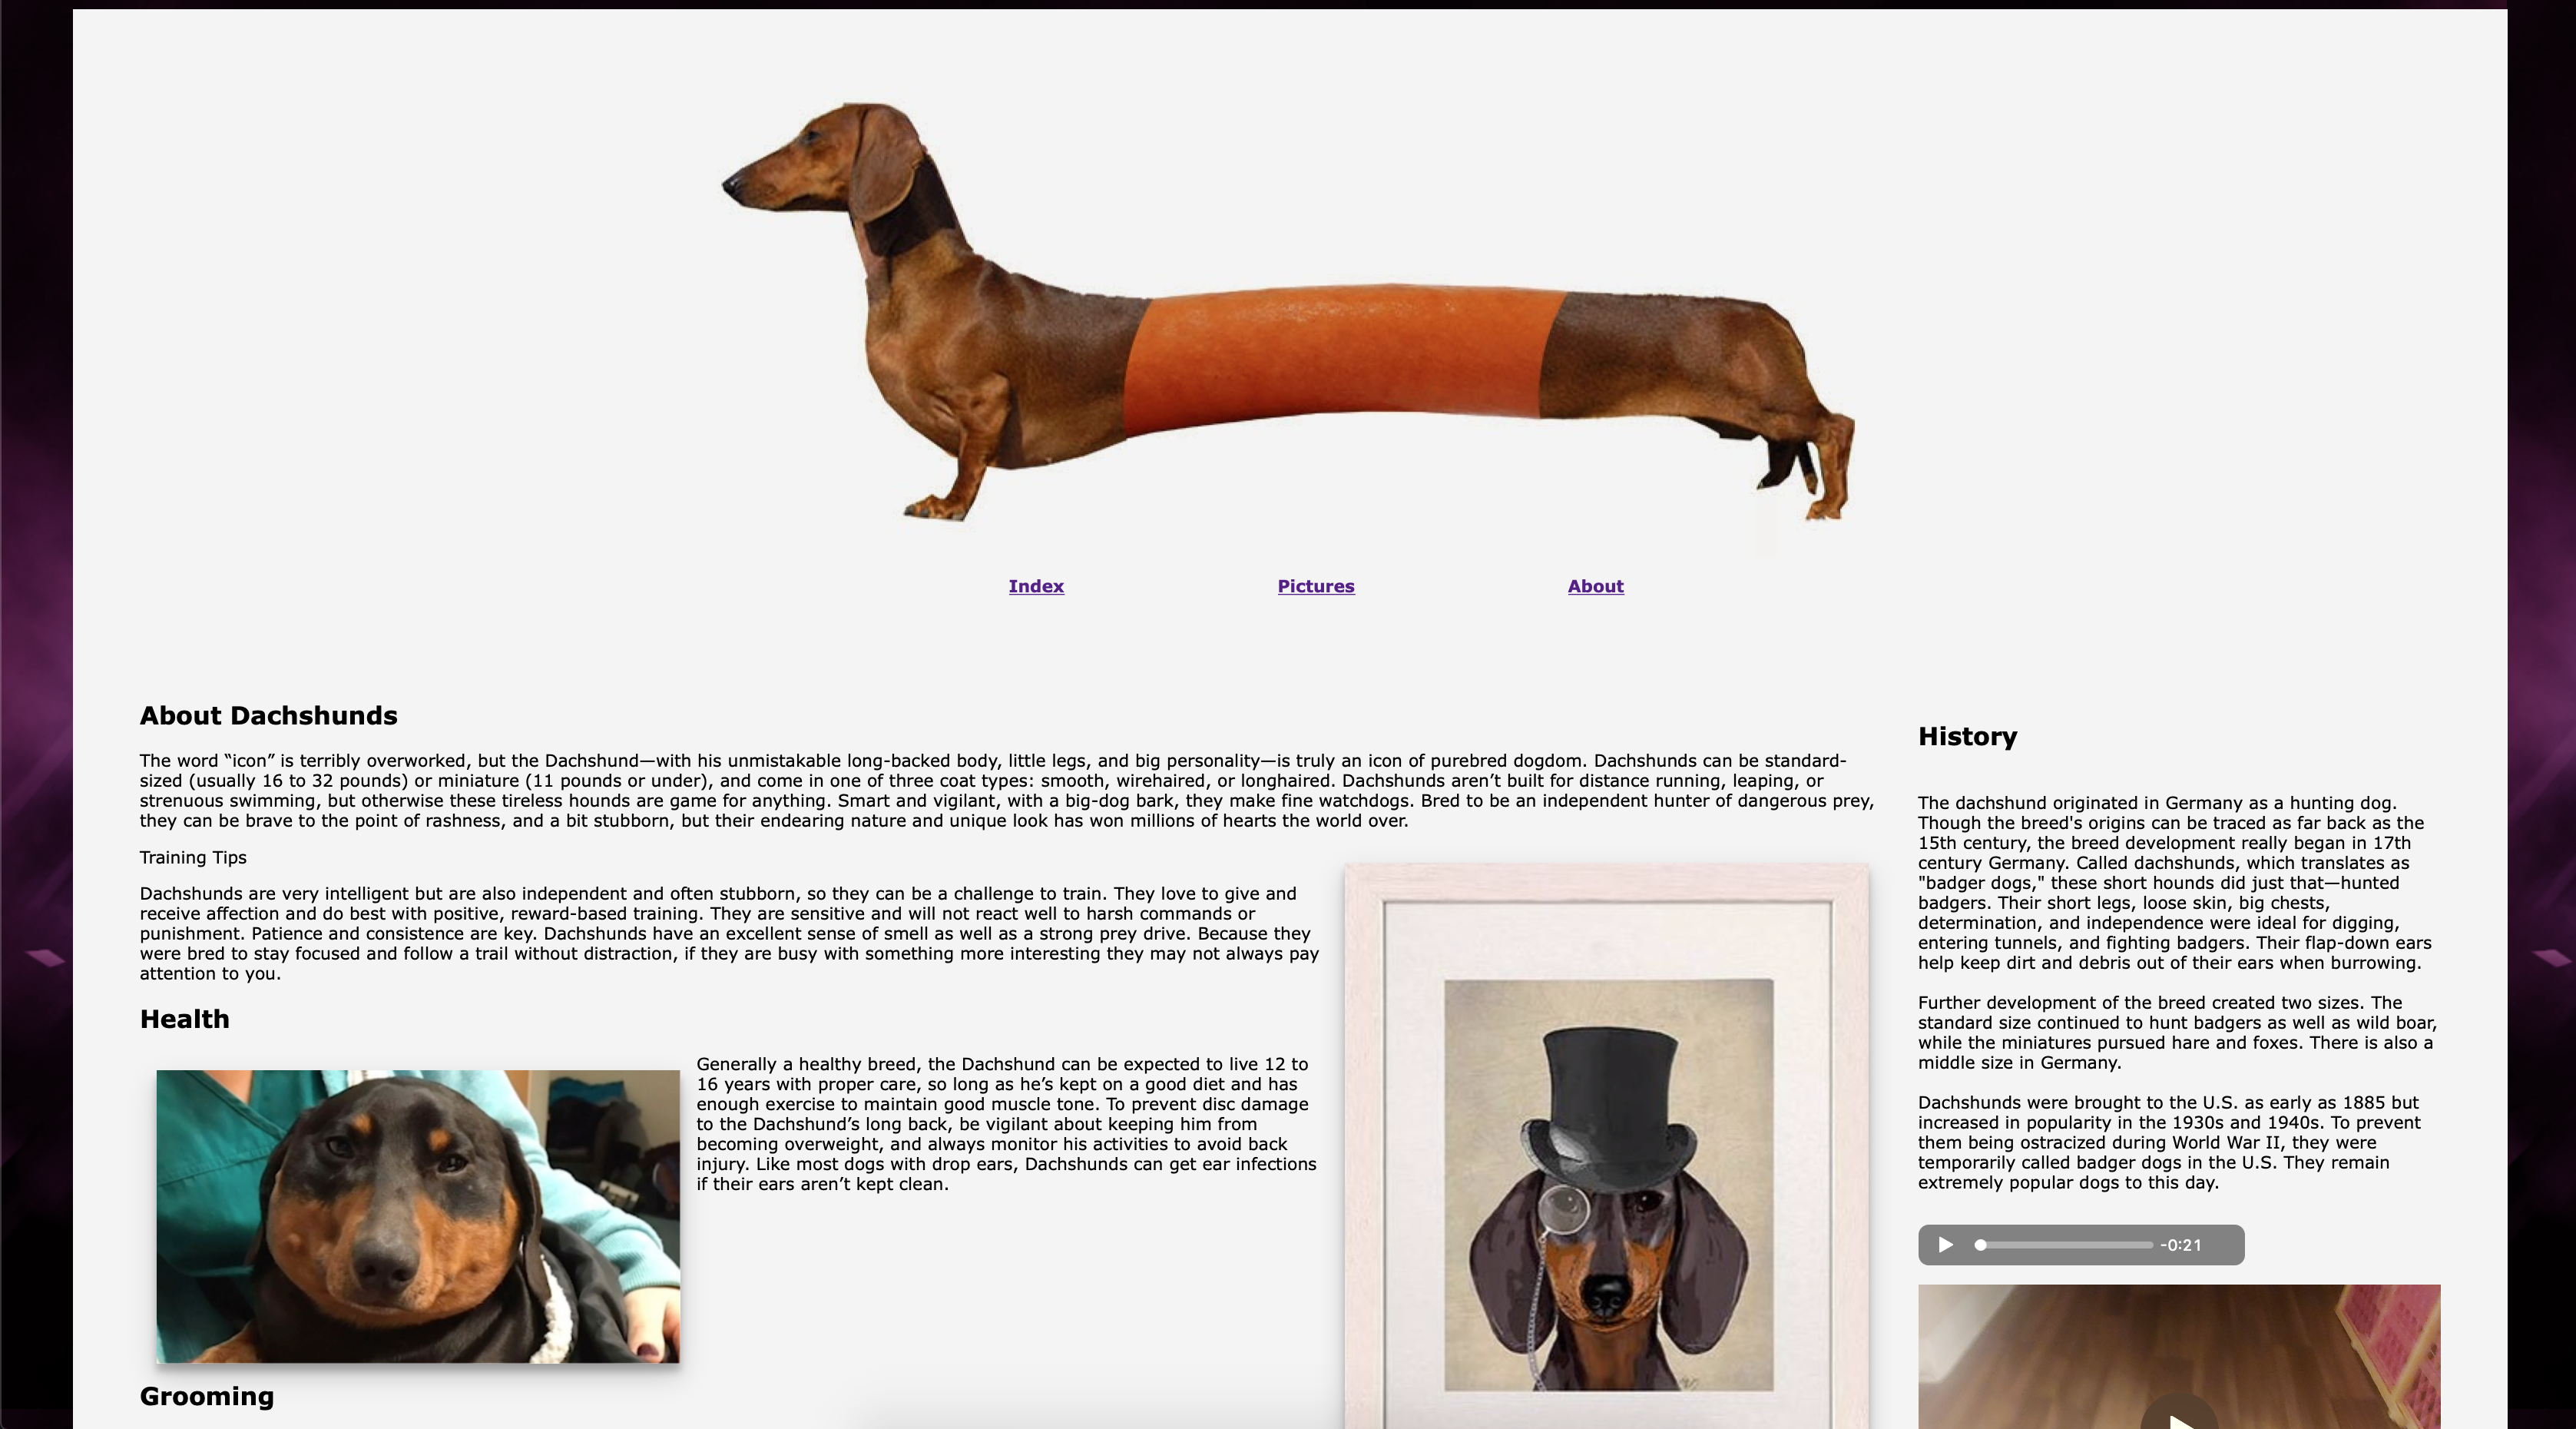 Index
Pictures
About
About Dachshunds
The word “icon” is terribly overworked, but the Dachshund—with his unmistakable long-backed body, little legs, and big personality—is truly an icon of purebred dogdom. Dachshunds can be standard-
sized (usually 16 to 32 pounds) or miniature (11 pounds or under), and come in one of three coat types: smooth, wirehaired, or longhaired. Dachshunds aren’t built for distance running, leaping, or
strenuous swimming, but otherwise these tireless hounds are game for anything. Smart and vigilant, with a big-dog bark, they make fine watchdogs. Bred to be an independent hunter of dangerous prey,
they can be brave to the point of rashness, and a bit stubborn, but their endearing nature and unique look has won millions of hearts the world over.
Training Tips
Dachshunds are very intelligent but are also independent and often stubborn, so they can be a challenge to train. They love to give and
receive affection and do best with positive, reward-based training. They are sensitive and will not react well to harsh commands or
punishment. Patience and consistence are key. Dachshunds have an excellent sense of smell as well as a strong prey drive. Because they
were bred to stay focused and follow a trail without distraction, if they are busy with something more interesting they may not always pay
attention to you.
Health
Generally a healthy breed, the Dachshund can be expected to live 12 to
16 years with proper care, so long as he’s kept on a good diet and has
enough exercise to maintain good muscle tone. To prevent disc damage
to the Dachshund’s long back, be vigilant about keeping him from
becoming overweight, and always monitor his activities to avoid back
injury. Like most dogs with drop ears, Dachshunds can get ear infections
if their ears aren’t kept clean.
Grooming
History
The dachshund originated in Germany as a hunting dog.
Though the breed's origins can be traced as far back as the
15th century, the breed development really began in 17th
century Germany. Called dachshunds, which translates as
"badger dogs," these short hounds did just that—hunted
badgers. Their short legs, loose skin, big chests,
determination, and independence were ideal for digging,
entering tunnels, and fighting badgers. Their flap-down ears
help keep dirt and debris out of their ears when burrowing.
Further development of the breed created two sizes. The
standard size continued to hunt badgers as well as wild boar,
while the miniatures pursued hare and foxes. There is also a
middle size in Germany.
Dachshunds were brought to the U.S. as early as 1885 but
increased in popularity in the 1930s and 1940s. To prevent
them being ostracized during World War II, they were
temporarily called badger dogs in the U.S. They remain
extremely popular dogs to this day.
-0:21